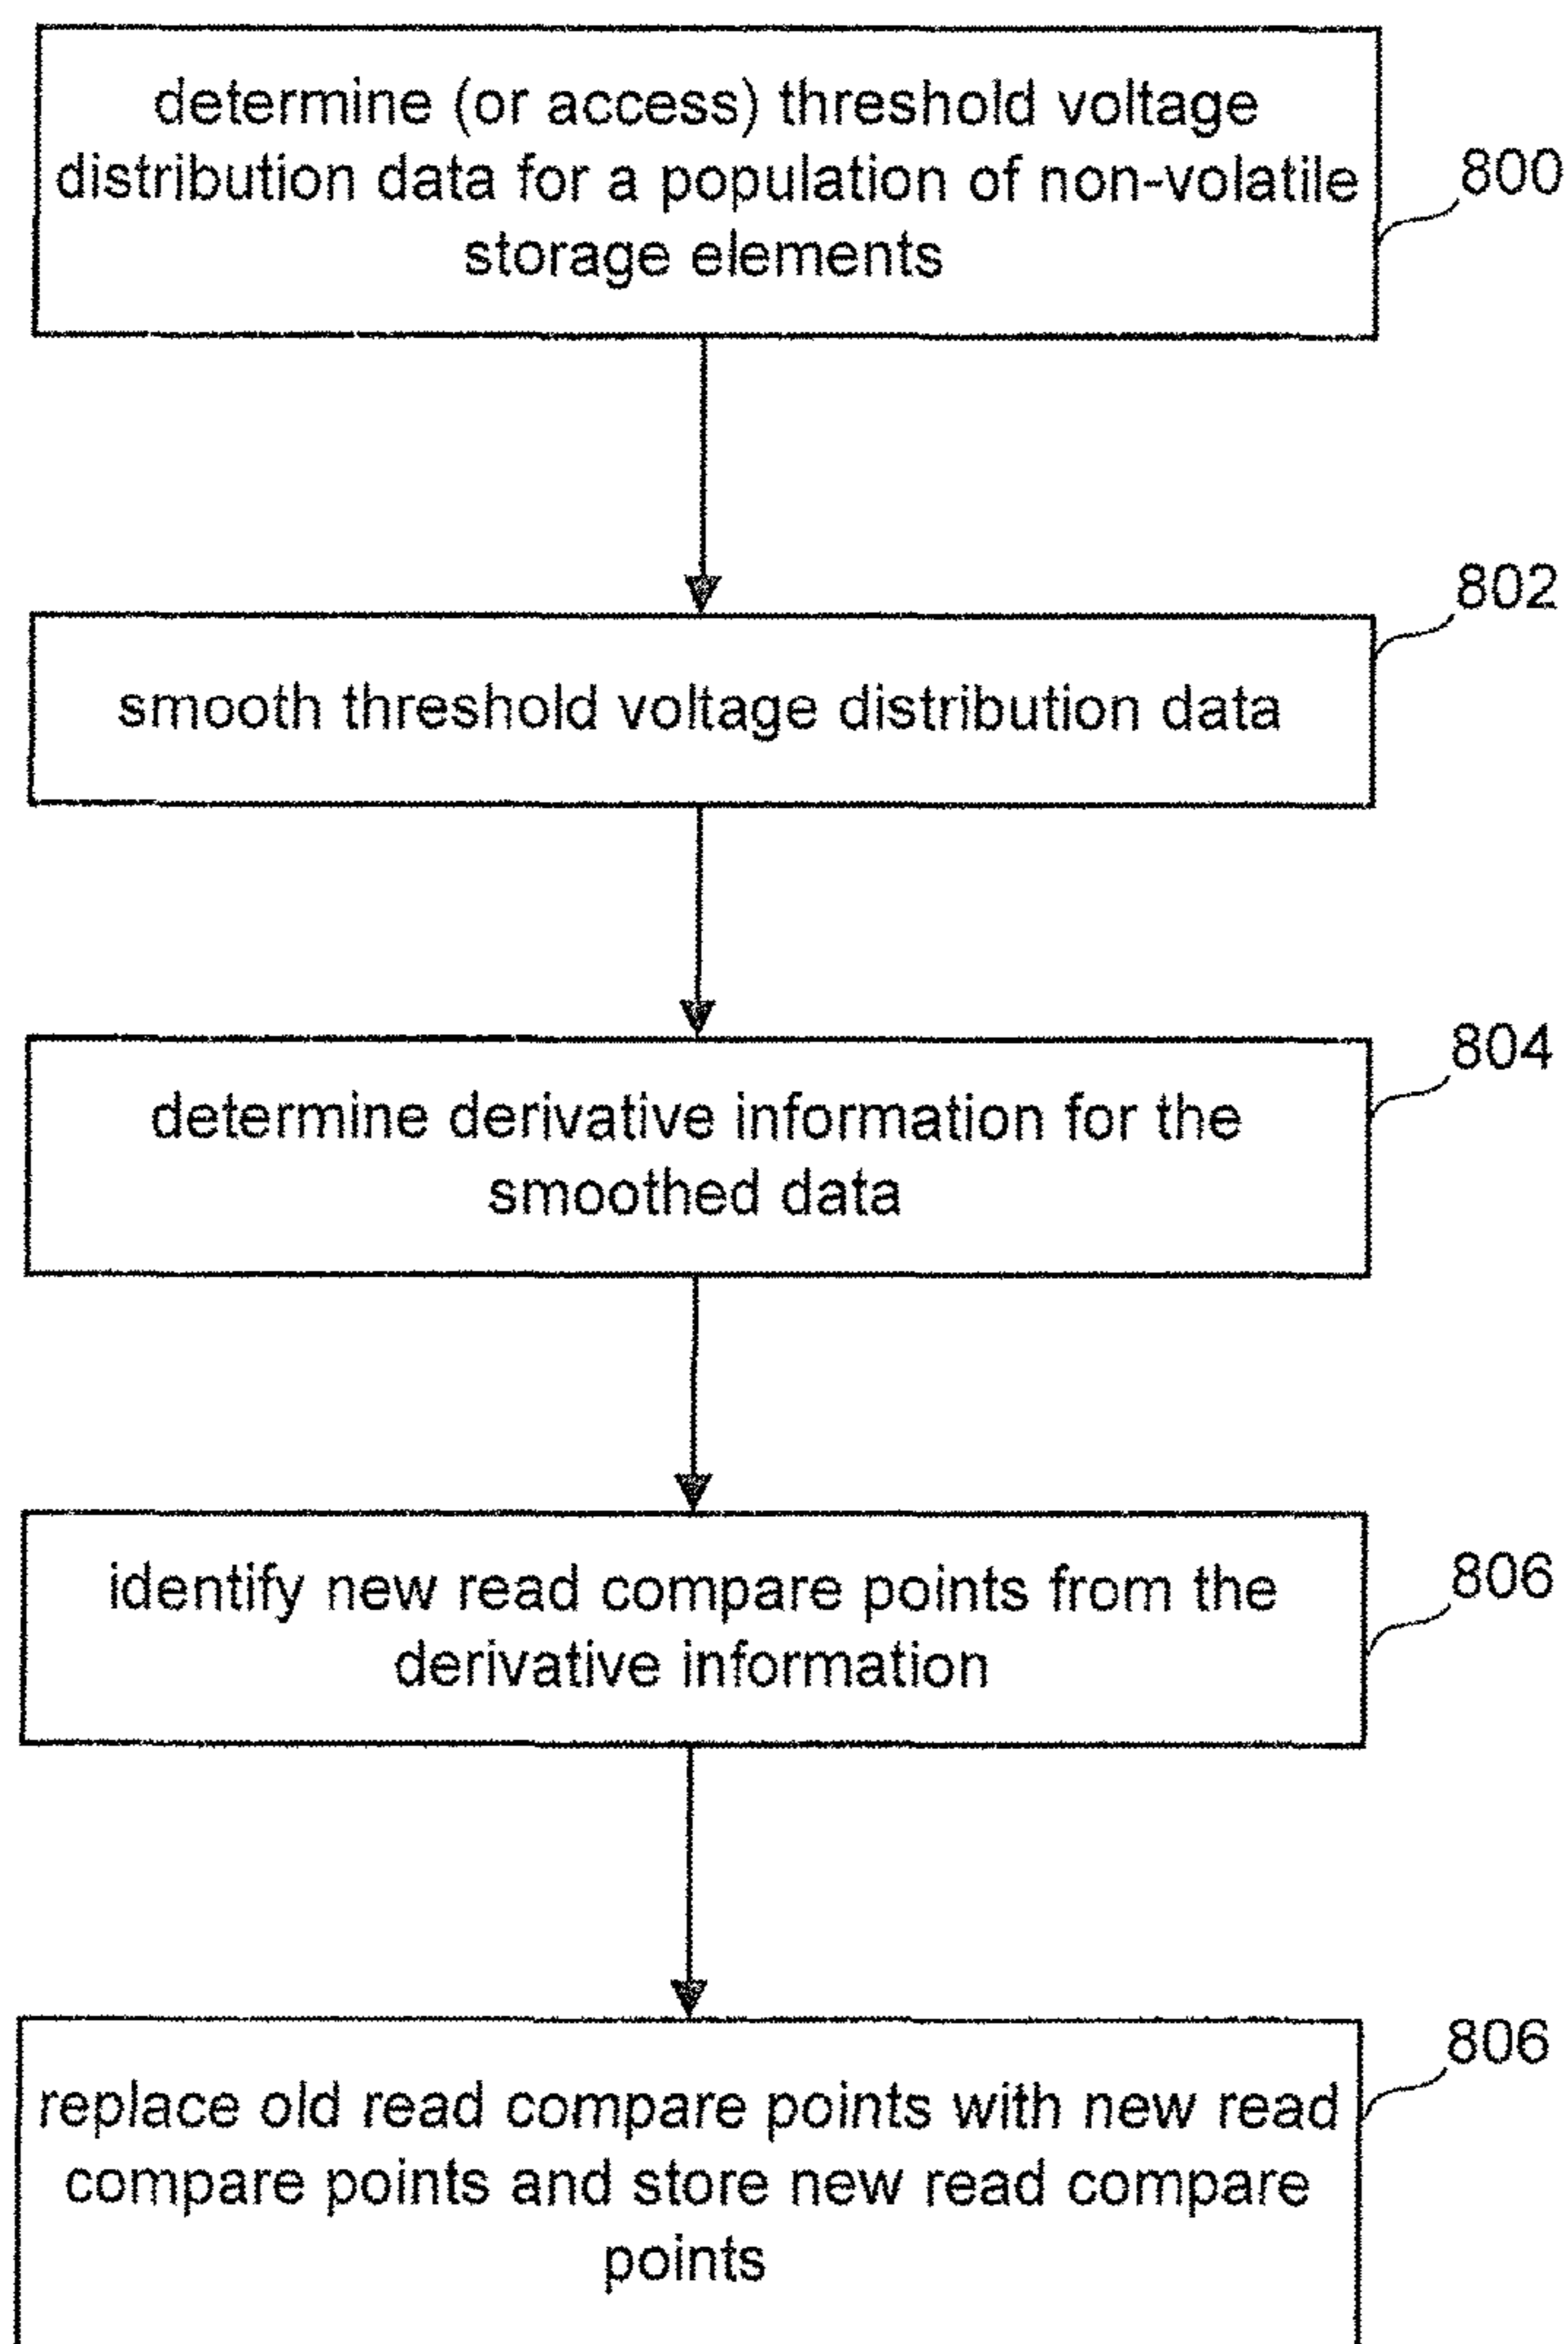 determine (or access) threshold voltage
distribution data for a population of non-volatile
storage elements
800
smooth threshold voltage distribution data
802
determine derivative information for the
smoothed data
804
identify new read compare points from the
derivative information
806
replace old read compare points with new read
compare points and store new read compare
points
806